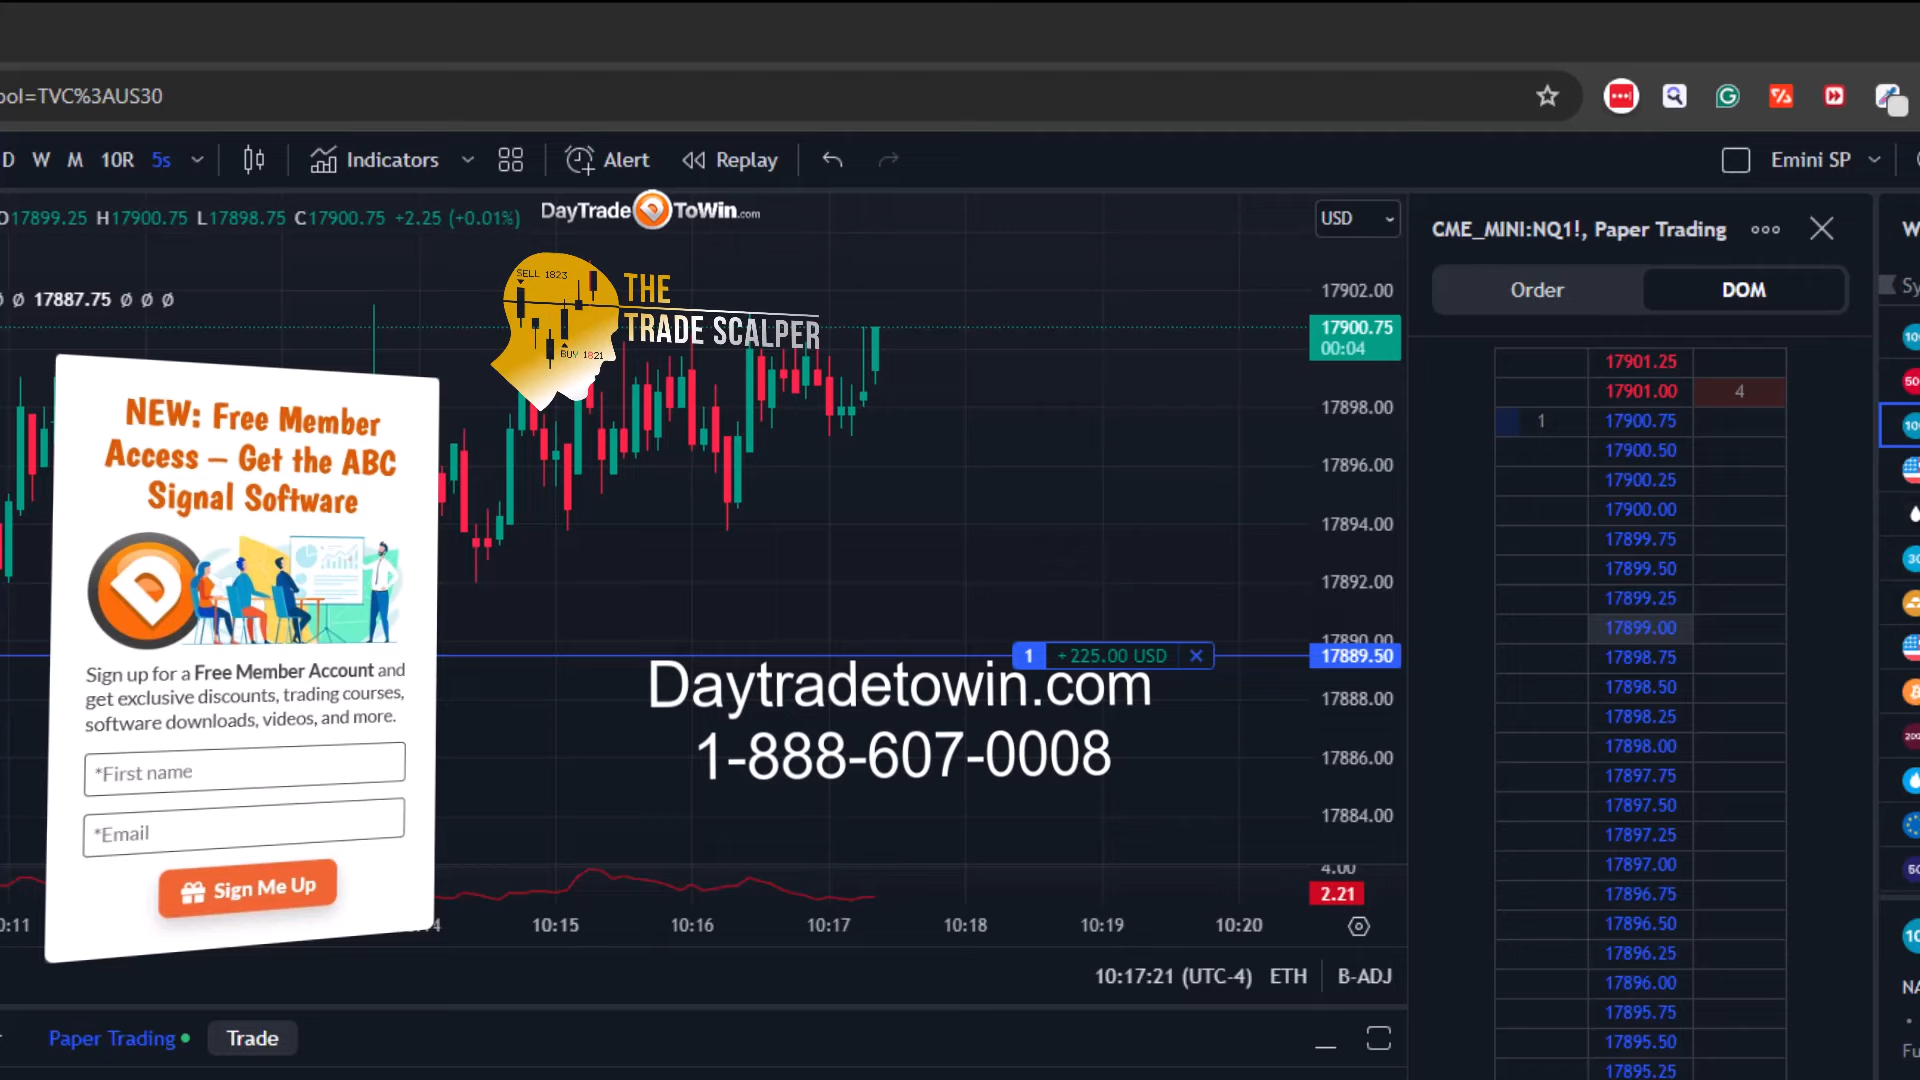 ool=TVC%3AUS30
D W M 10R 5s Indicators Alert Replay Emini SP
O17899.25 H17900.75 L17898.75 C17900.75 +2.25 (+0.01%)
DayTradeToWin.com
USD
CME_MINI:NQ1!, Paper Trading
Order DOM
Ø Ø 17887.75 Ø Ø Ø
SELL 1823
BUY 1821
THE
TRADE SCALPER
NEW: Free Member
Access – Get the ABC
Signal Software
Sign up for a Free Member Account and
get exclusive discounts, trading courses,
software downloads, videos, and more.
*First name
*Email
Sign Me Up
1 +225.00 USD
Daytradetowin.com
1-888-607-0008
17902.00
17900.75
00:04
17898.00
17896.00
17894.00
17892.00
17890.00
17889.50
17888.00
17886.00
17884.00
4.00
2.21
17901.25
17901.00 4
1 17900.75
17900.50
17900.25
17900.00
17899.75
17899.50
17899.25
17899.00
17898.75
17898.50
17898.25
17898.00
17897.75
17897.50
17897.25
17897.00
17896.75
17896.50
17896.25
17896.00
17895.75
17895.50
17895.25
0:11 10:15 10:16 10:17 10:18 10:19 10:20
10:17:21 (UTC-4) ETH B-ADJ
Paper Trading Trade